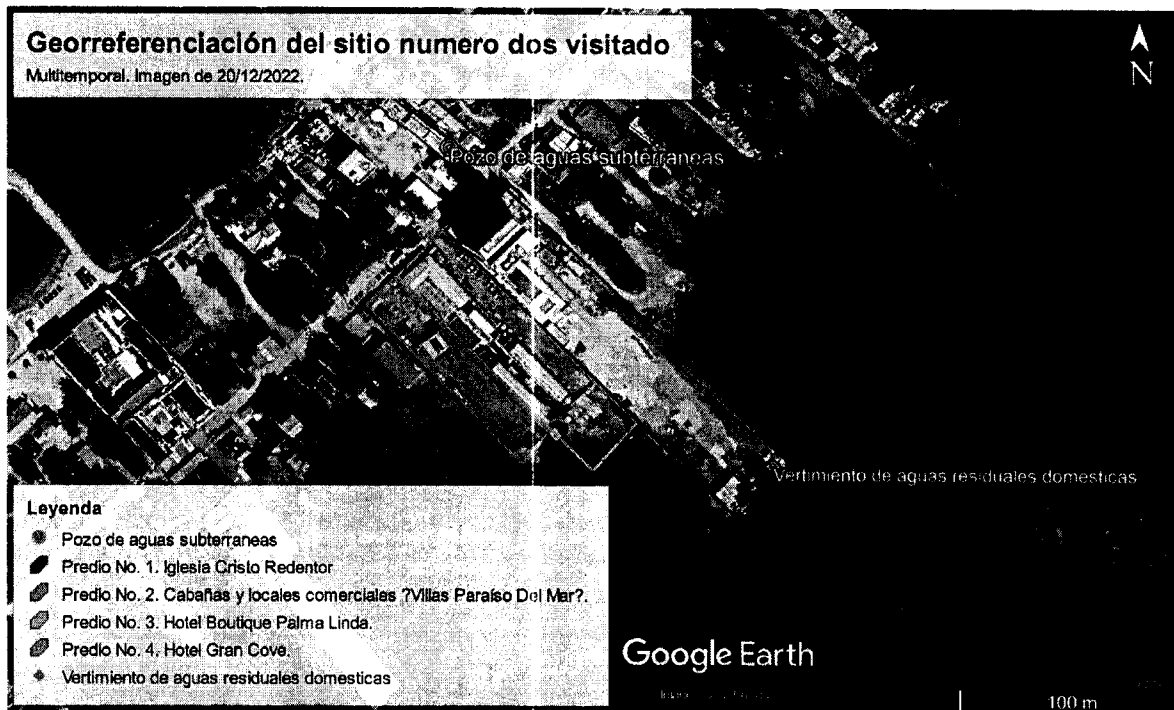 Georreferenciación del sitio numero dos visitado
Multitemporal. Imagen de 20/12/2022.
N
Pozo de aguas subterraneas
Vertimiento de aguas residuales domesticas
Leyenda
Pozo de aguas subterraneas
Predio No. 1. Iglesia Cristo Redentor
Predio No. 2. Cabañas y locales comerciales ?Villas Paraíso Del Mar?.
Predio No. 3. Hotel Boutique Palma Linda.
Predio No. 4. Hotel Gran Cove.
Vertimiento de aguas residuales domesticas
Google Earth
100 m